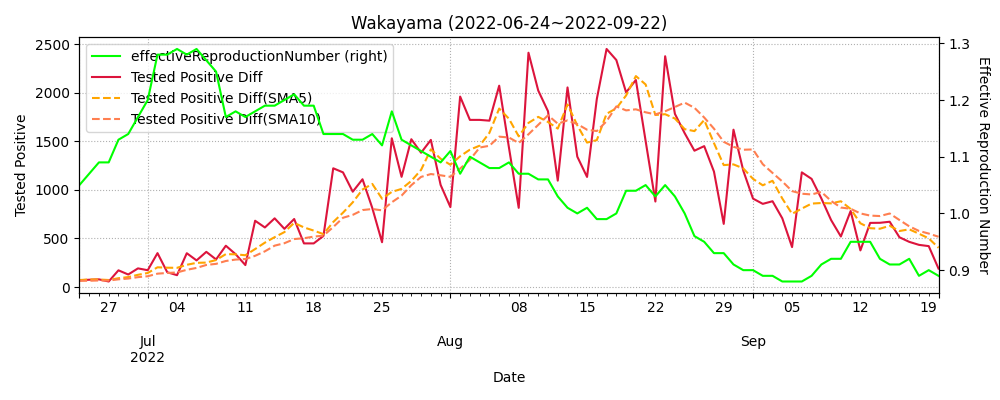 Wakayama (2022-06-24~2022-09-22)
effectiveReproductionNumber (right)
Tested Positive Diff
Tested Positive Diff(SMA5)
Tested Positive Diff(SMA10)
2500
2000
1500
1000
500
0
Tested Positive
1.3
1.2
1.1
1.0
0.9
Effective Reproduction Number
27 04 11 18 25 08 15 22 29 05 12 19
Jul Aug Sep
2022
Date